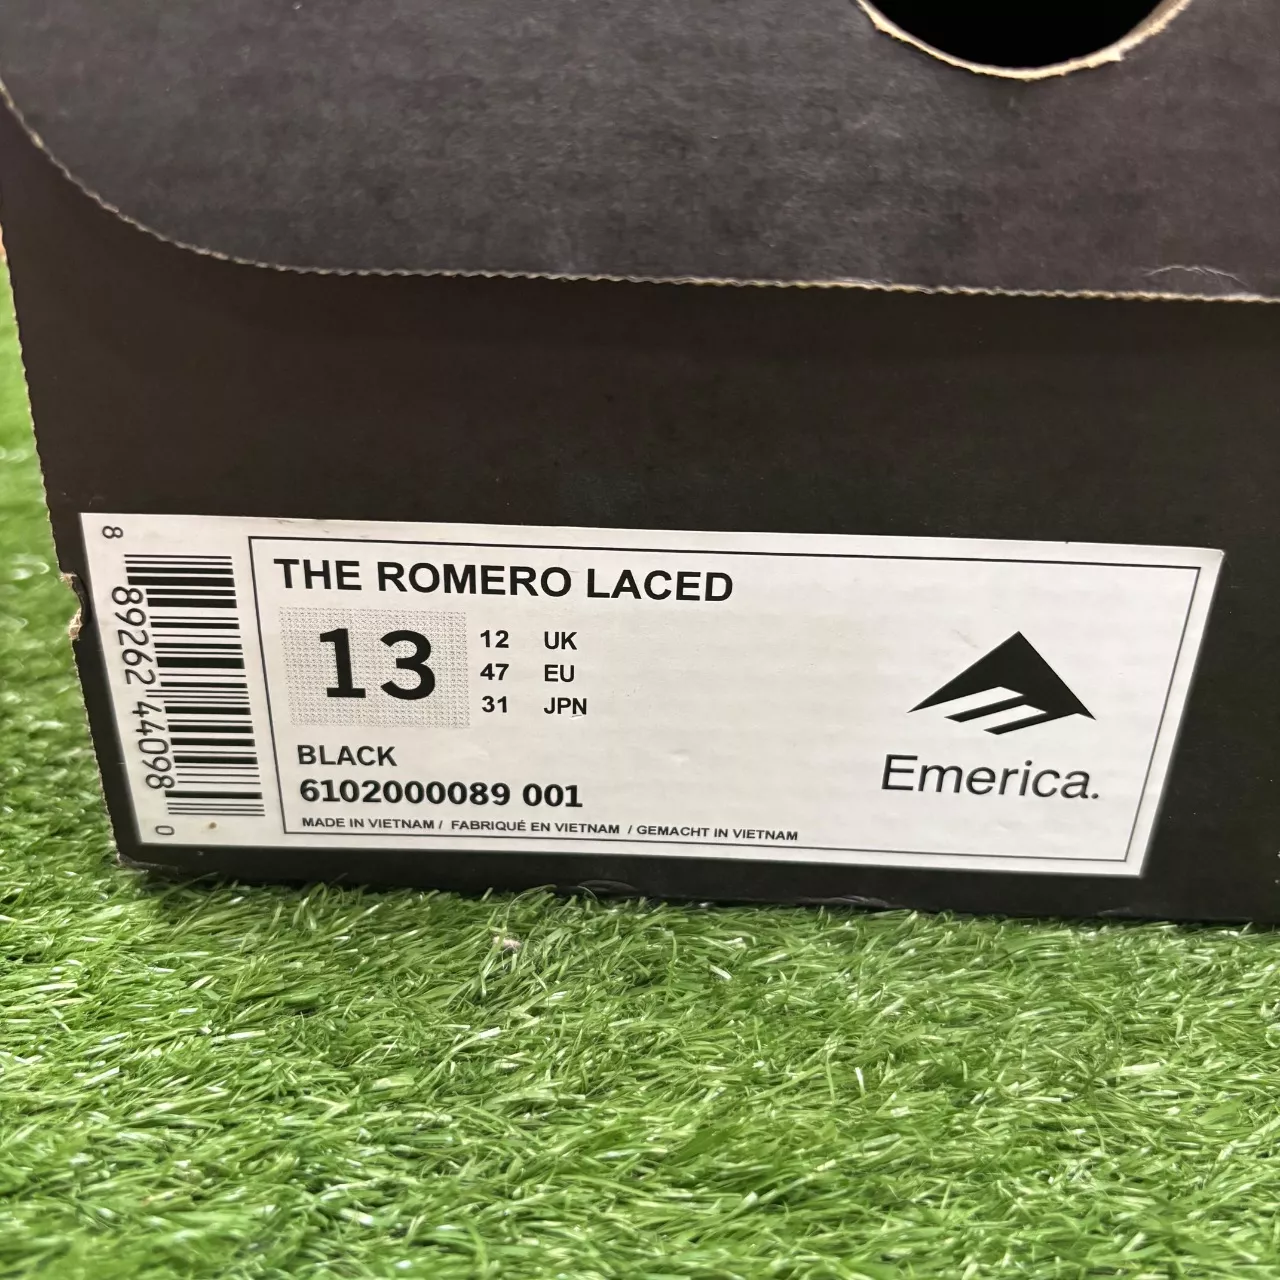 THE ROMERO LACED
13
12 UK
47 EU
31 JPN
BLACK
6102000089 001
MADE IN VIETNAM / FABRIQUÉ EN VIETNAM / GEMACHT IN VIETNAM
Emerica.
8 89262 44098 0